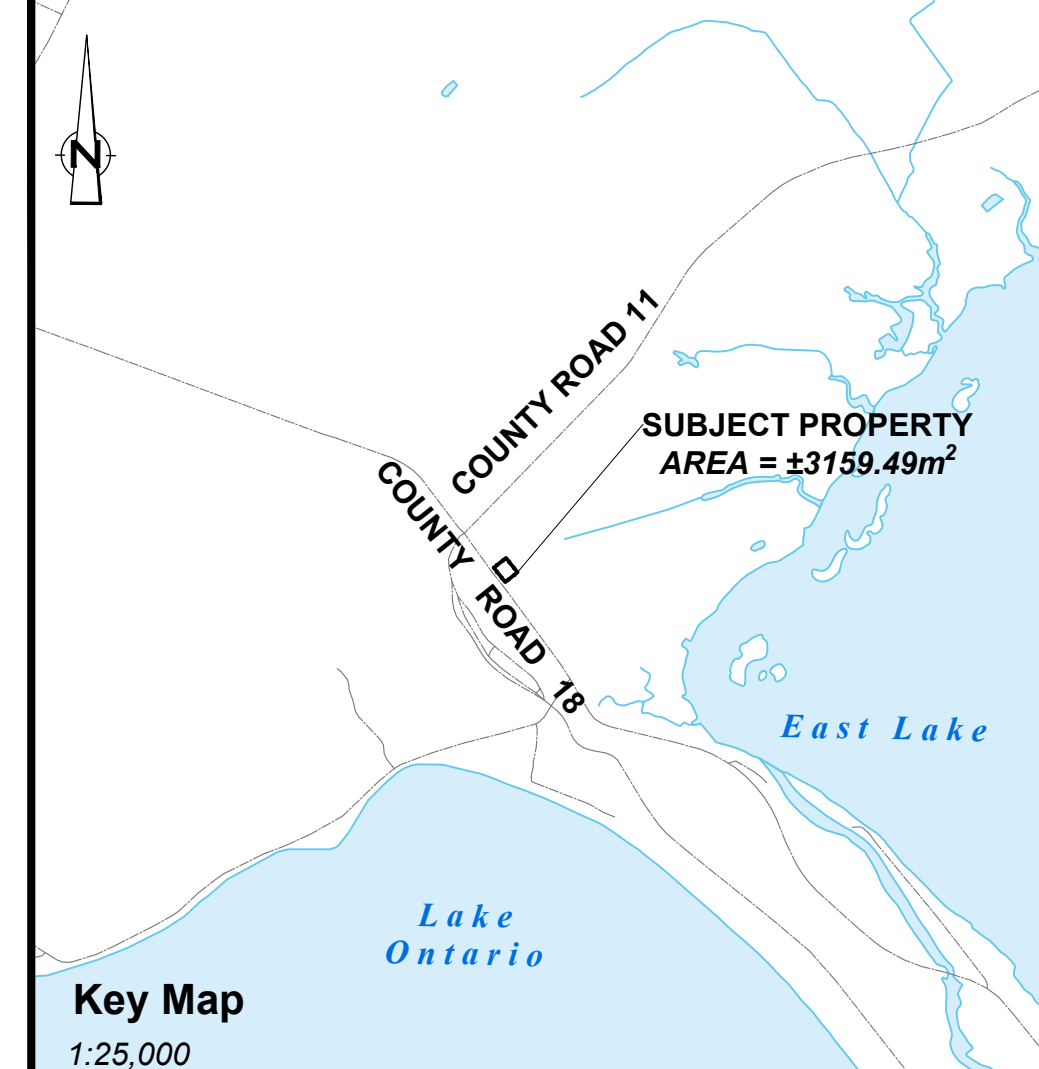 N
COUNTY ROAD 11
SUBJECT PROPERTY
AREA = ±3159.49m²
COUNTY ROAD 18
East Lake
Lake
Ontario
Key Map
1:25,000